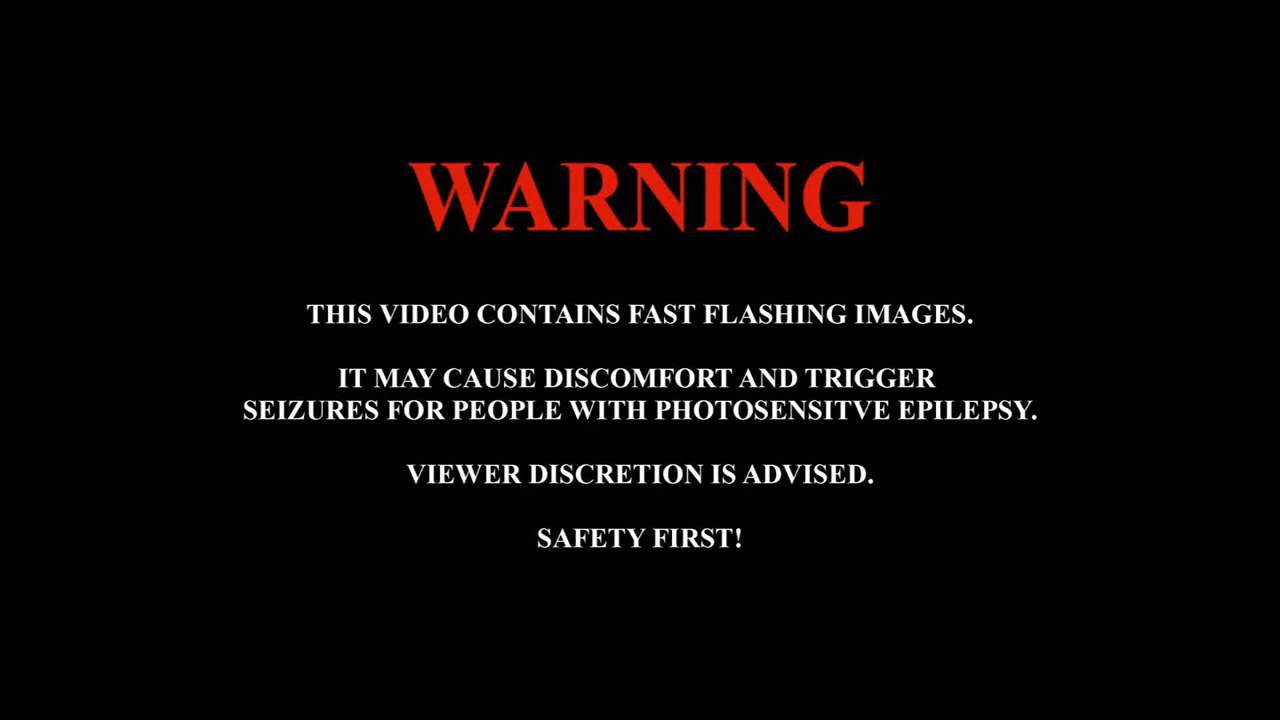 WARNING
THIS VIDEO CONTAINS FAST FLASHING IMAGES.
IT MAY CAUSE DISCOMFORT AND TRIGGER
SEIZURES FOR PEOPLE WITH PHOTOSENSITVE EPILEPSY.
VIEWER DISCRETION IS ADVISED.
SAFETY FIRST!